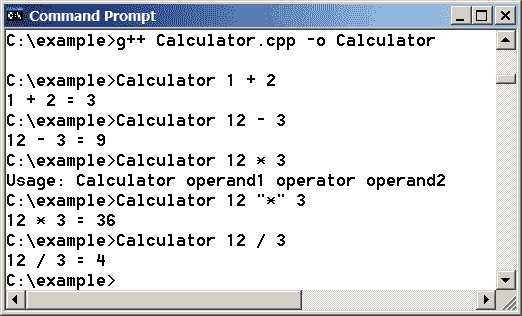 Command Prompt
C:\example>g++ Calculator.cpp -o Calculator
C:\example>Calculator 1 + 2
1 + 2 = 3
C:\example>Calculator 12 - 3
12 - 3 = 9
C:\example>Calculator 12 * 3
Usage: Calculator operand1 operator operand2
C:\example>Calculator 12 "*" 3
12 * 3 = 36
C:\example>Calculator 12 / 3
12 / 3 = 4
C:\example>